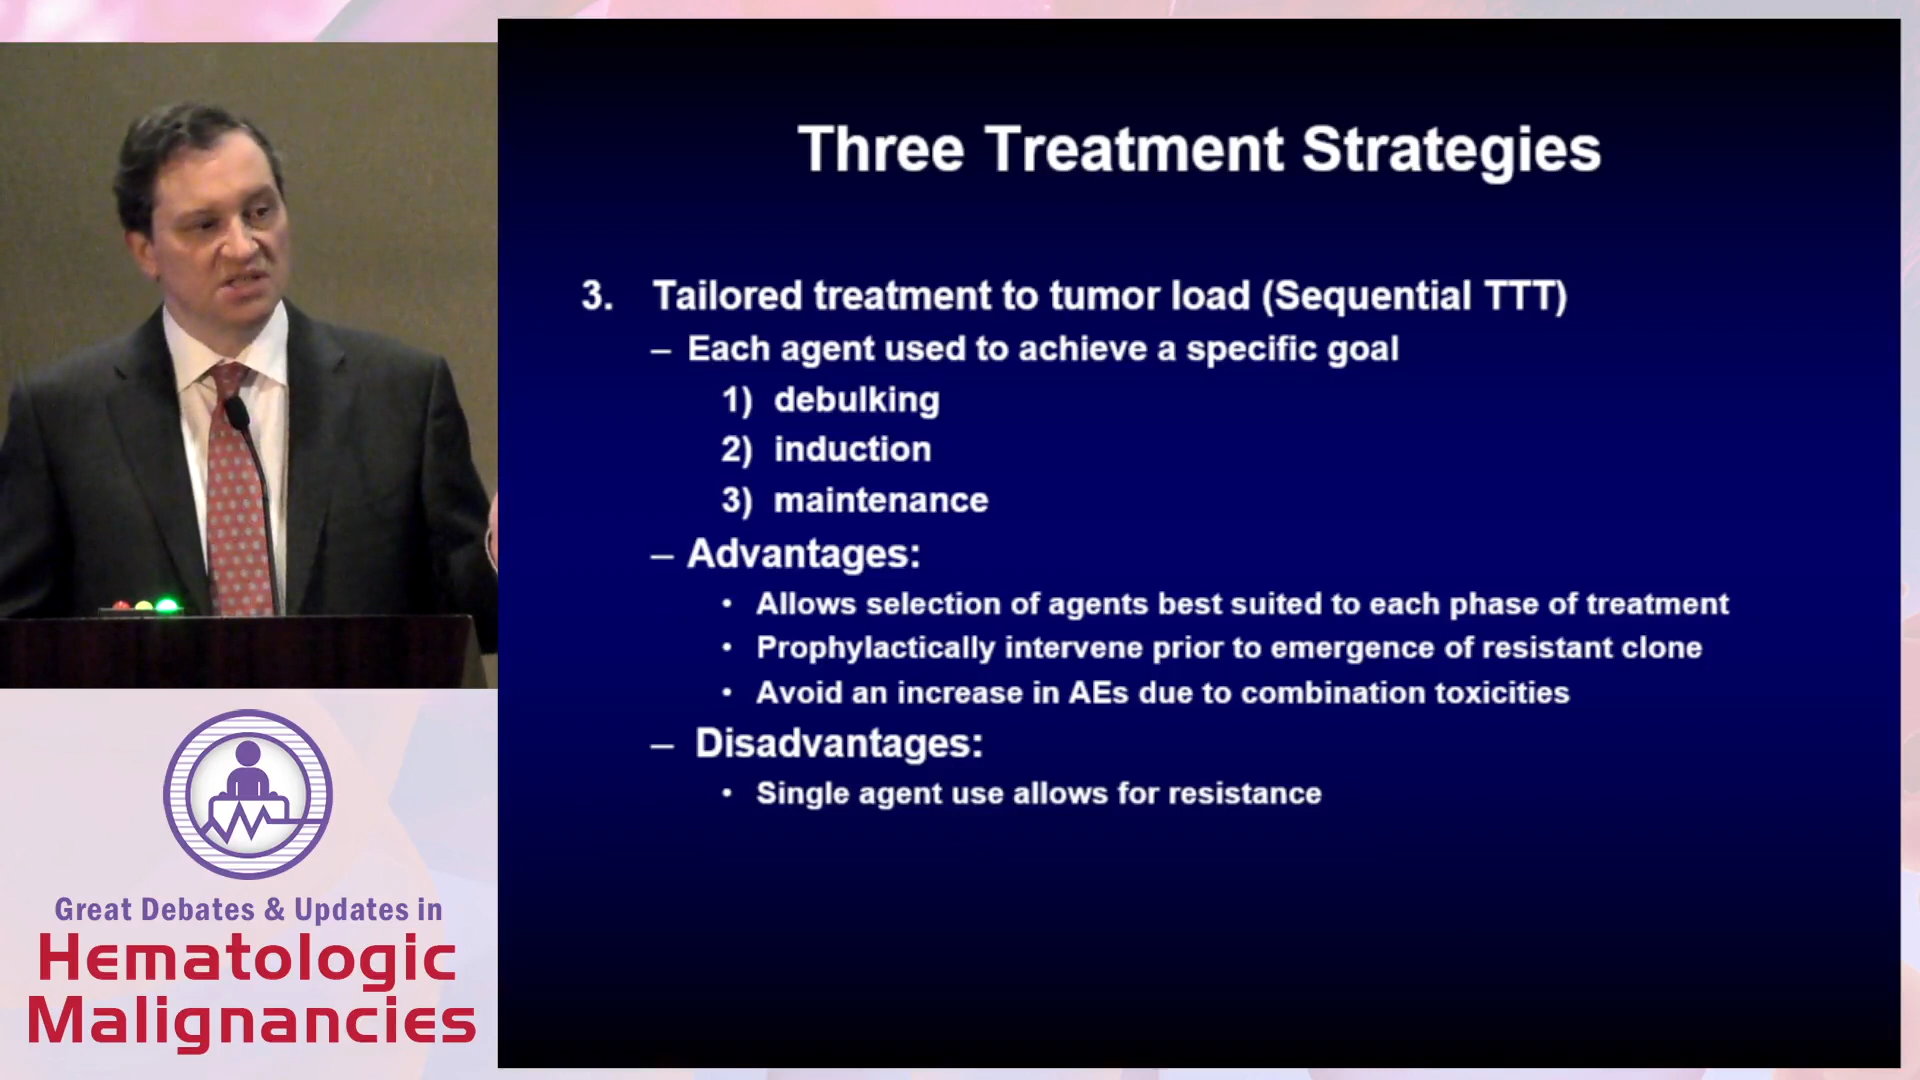 Three Treatment Strategies
3. Tailored treatment to tumor load (Sequential TTT)
– Each agent used to achieve a specific goal
1) debulking
2) induction
3) maintenance
– Advantages:
• Allows selection of agents best suited to each phase of treatment
• Prophylactically intervene prior to emergence of resistant clone
• Avoid an increase in AEs due to combination toxicities
– Disadvantages:
• Single agent use allows for resistance
Great Debates & Updates in
Hematologic
Malignancies